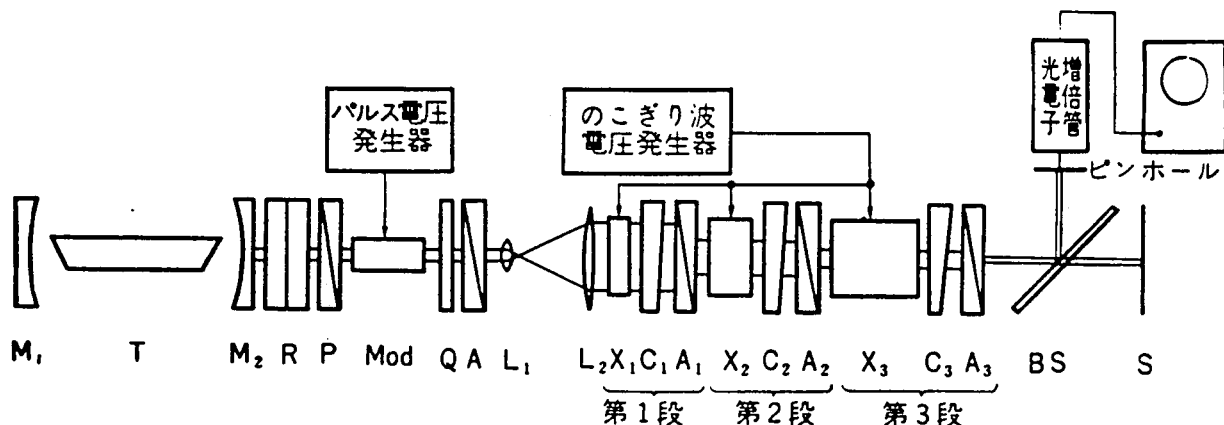 パルス電圧
発生器
のこぎり波
電圧発生器
光電子
増倍管
ピンホール
M₁ T M₂ R P Mod Q A L₁ L₂ X₁ C₁ A₁ X₂ C₂ A₂ X₃ C₃ A₃ BS S
第1段 第2段 第3段